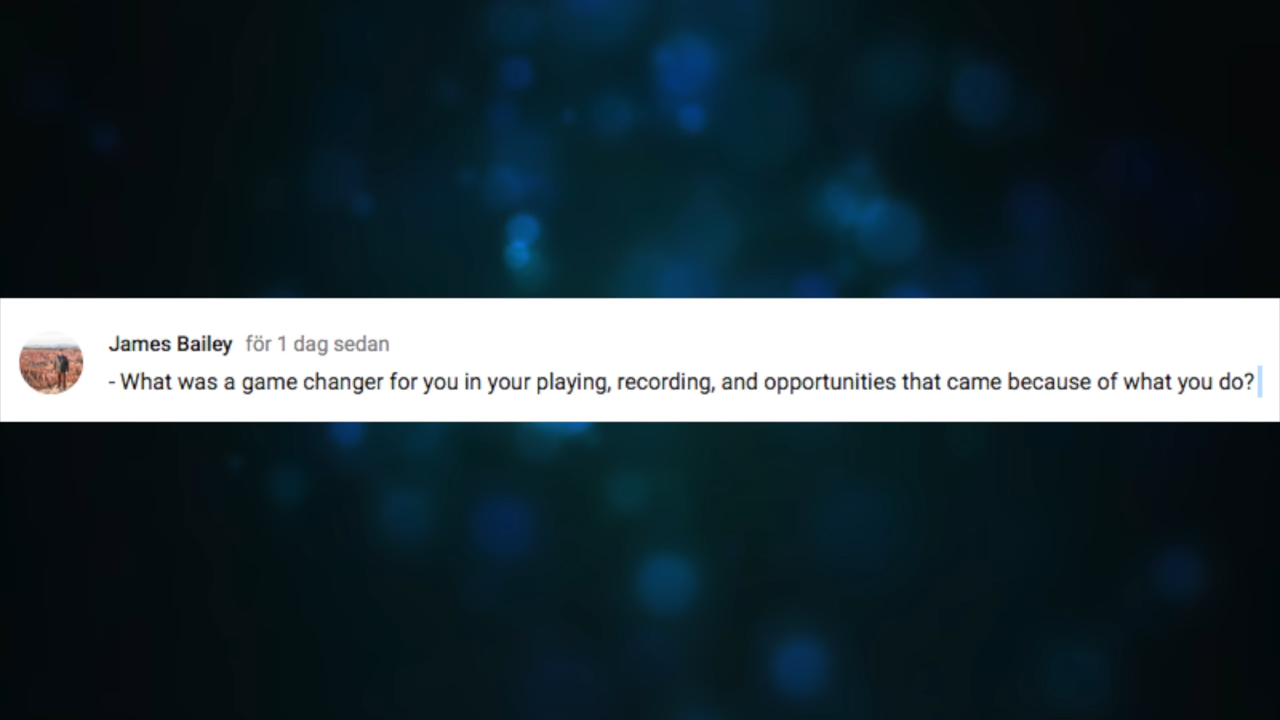 James Bailey för 1 dag sedan
- What was a game changer for you in your playing, recording, and opportunities that came because of what you do?